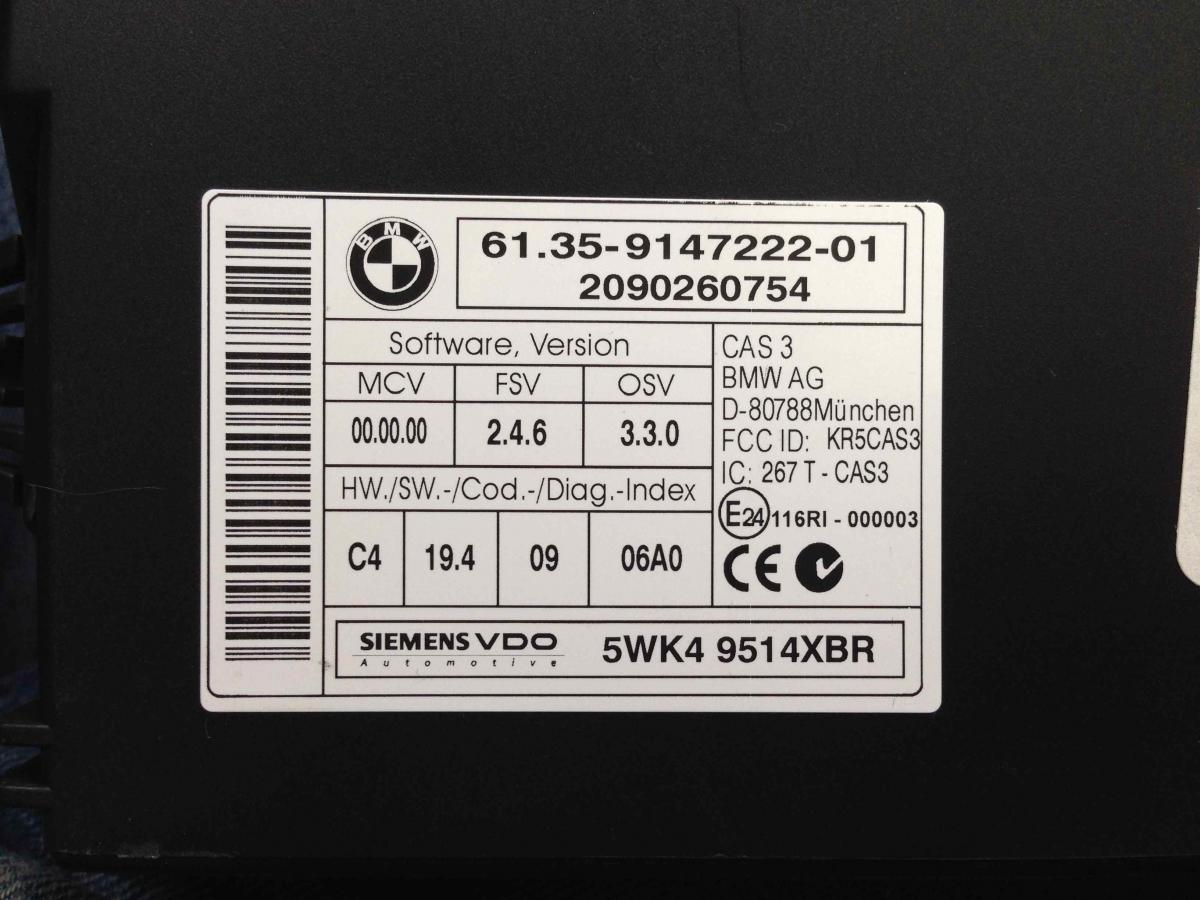 BMW
61.35-9147222-01
2090260754
Software, Version
MCV FSV OSV
00.00.00 2.4.6 3.3.0
HW./SW.-/Cod.-/Diag.-Index
C4 19.4 09 06A0
CAS 3
BMW AG
D-80788München
FCC ID: KR5CAS3
IC: 267 T - CAS3
E24 116RI - 000003
CE
SIEMENS VDO
Automotive
5WK4 9514XBR